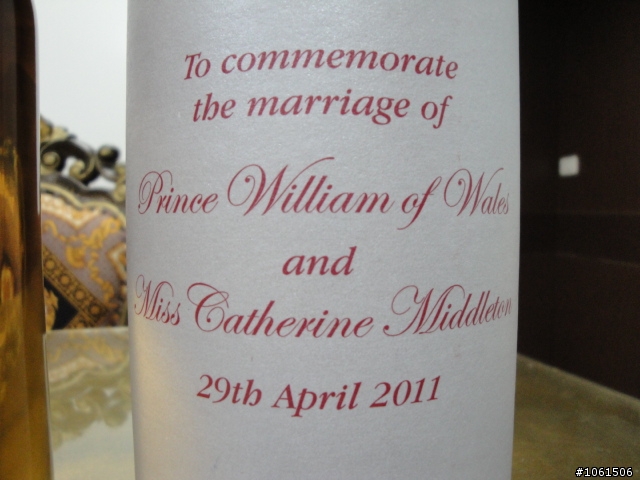 To commemorate
the marriage of
Prince William of Wales
and
Miss Catherine Middleton
29th April 2011
#1061506